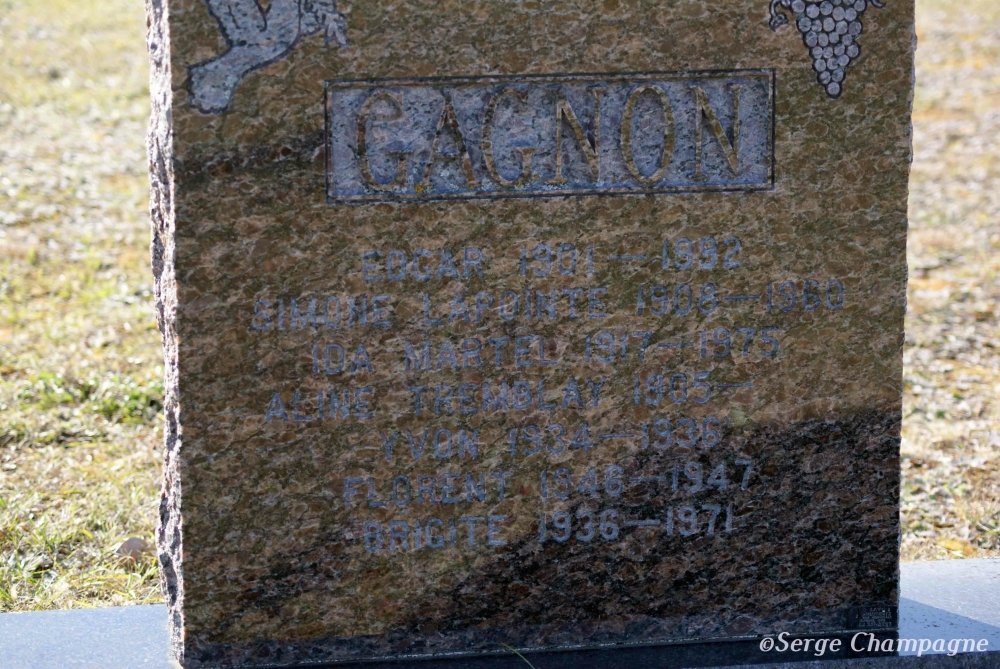 GAGNON
EDGAR 1901 — 1992
SIMONE LAPOINTE 1908 — 1960
IDA MARTEL 1917 — 1975
ALINE TREMBLAY 1905 —
YVON 1934 — 1936
FLORENT 1946 — 1947
BRIGITE 1936 — 1971
©Serge Champagne